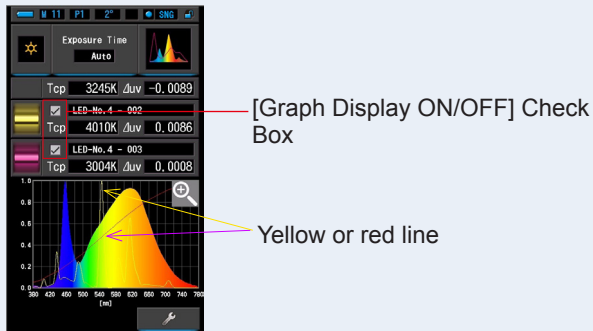 M 11 P1 2° SNG
Exposure Time
Auto
Tcp 3245K ⊿uv -0.0089
LED-No.4 - 002
Tcp 4010K ⊿uv 0.0086
LED-No.4 - 003
Tcp 3004K ⊿uv 0.0008
[Graph Display ON/OFF] Check
Box
1.0
0.8
0.6
0.4
0.2
0.0
380 420 460 500 540 580 620 660 700 740 780
[nm]
Yellow or red line